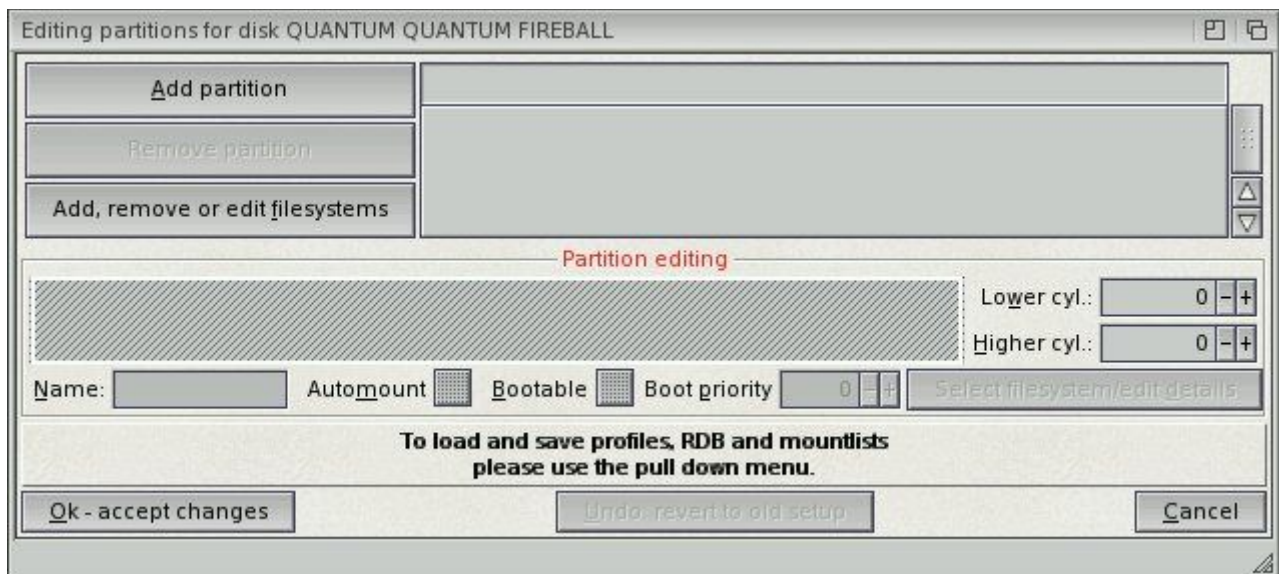 Editing partitions for disk QUANTUM QUANTUM FIREBALL
Add partition
Remove partition
Add, remove or edit filesystems
Partition editing
Lower cyl.: 0 - +
Higher cyl.: 0 - +
Name: Automount Bootable Boot priority 0 - + Select filesystem/edit details
To load and save profiles, RDB and mountlists
please use the pull down menu.
Ok - accept changes Undo: revert to old setup Cancel